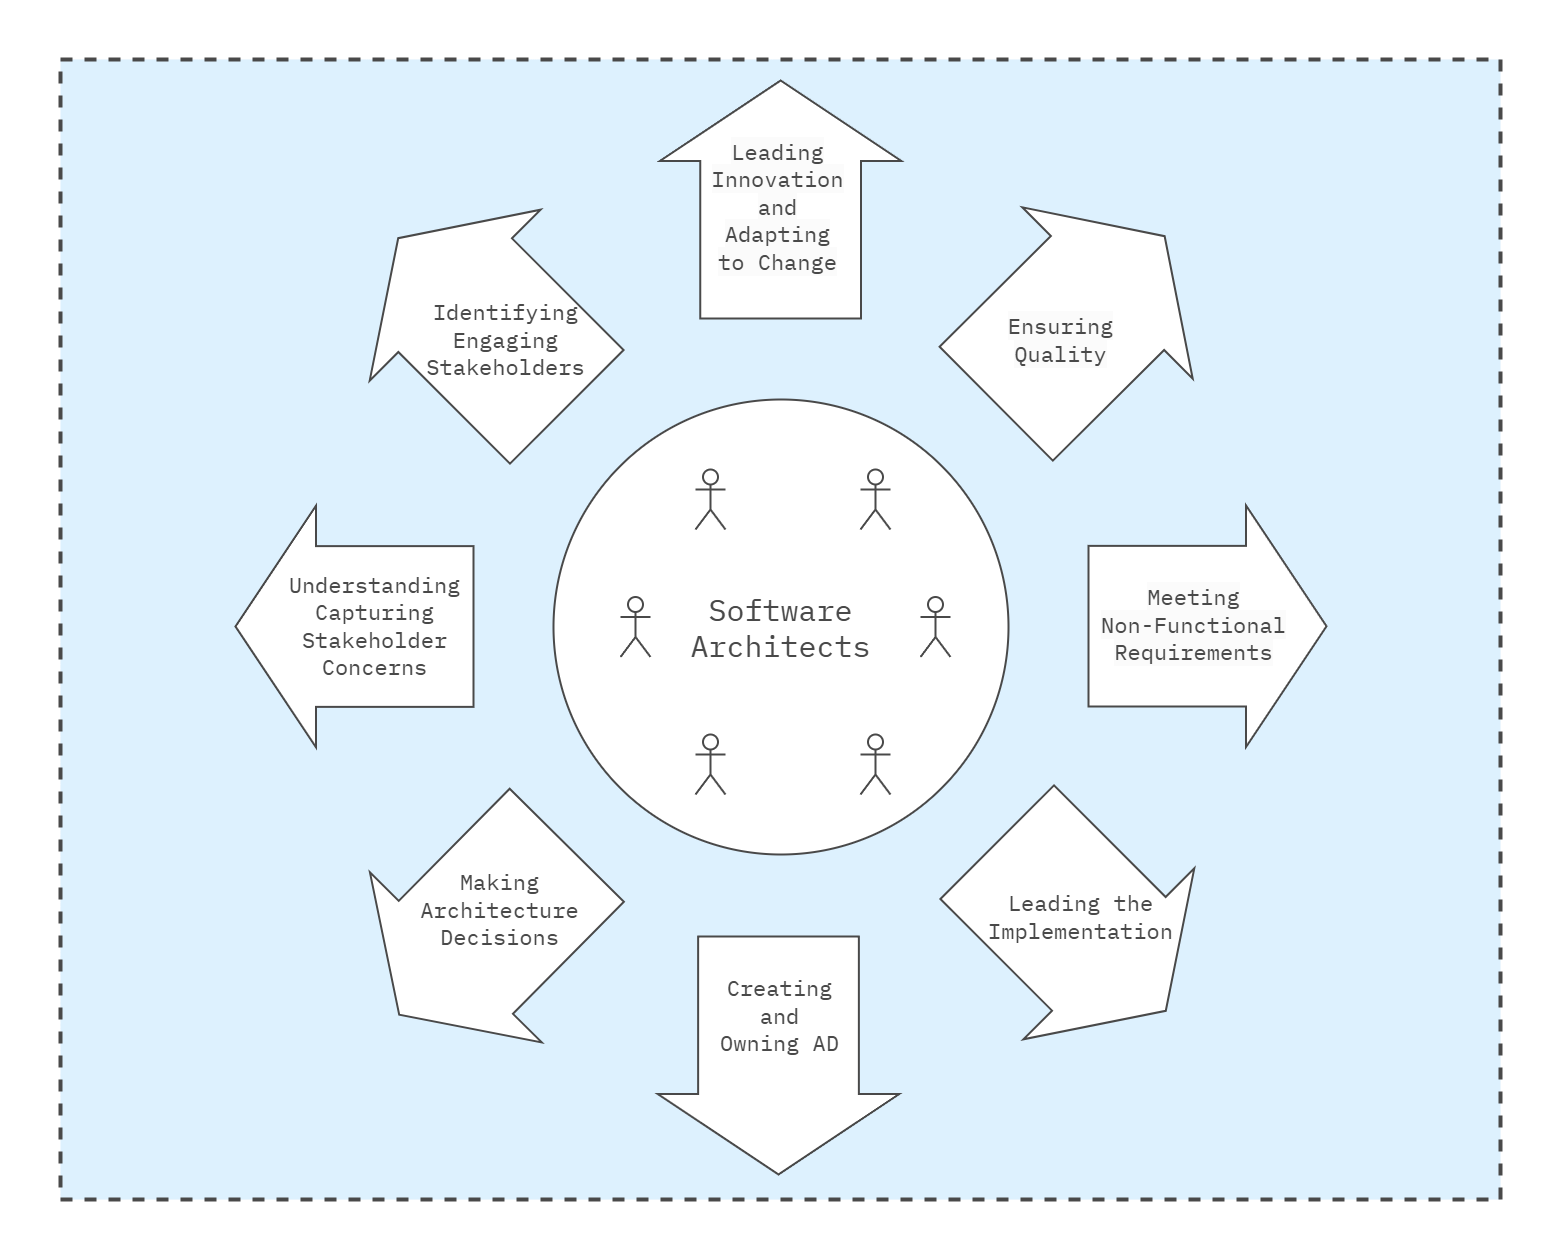 Leading
Innovation
and
Adapting
to Change
Identifying
Engaging
Stakeholders
Ensuring
Quality
Understanding
Capturing
Stakeholder
Concerns
Software
Architects
Meeting
Non-Functional
Requirements
Making
Architecture
Decisions
Leading the
Implementation
Creating
and
Owning AD